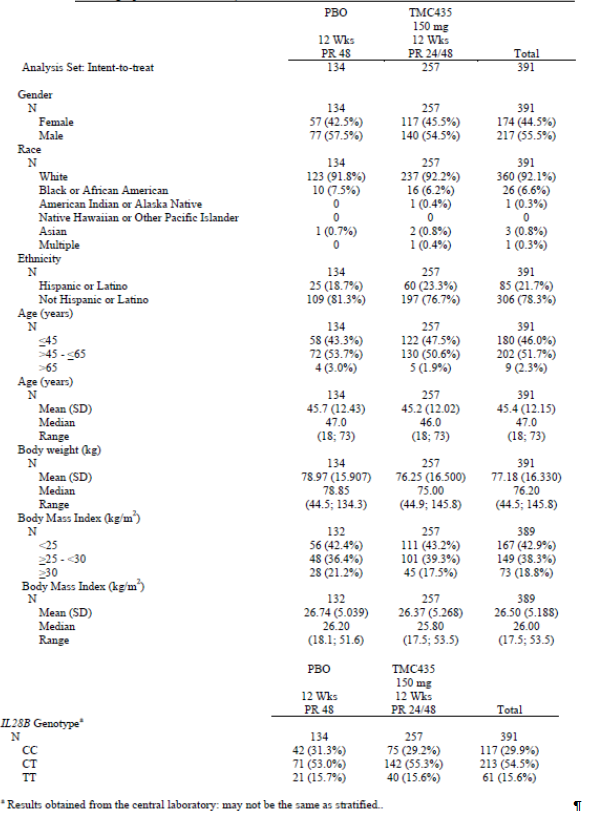 PBO TMC435
150 mg
12 Wks 12 Wks
PR 48 PR 24/48 Total
Analysis Set: Intent-to-treat 134 257 391
Gender
N 134 257 391
Female 57 (42.5%) 117 (45.5%) 174 (44.5%)
Male 77 (57.5%) 140 (54.5%) 217 (55.5%)
Race
N 134 257 391
White 123 (91.8%) 237 (92.2%) 360 (92.1%)
Black or African American 10 (7.5%) 16 (6.2%) 26 (6.6%)
American Indian or Alaska Native 0 1 (0.4%) 1 (0.3%)
Native Hawaiian or Other Pacific Islander 0 0 0
Asian 1 (0.7%) 2 (0.8%) 3 (0.8%)
Multiple 0 1 (0.4%) 1 (0.3%)
Ethnicity
N 134 257 391
Hispanic or Latino 25 (18.7%) 60 (23.3%) 85 (21.7%)
Not Hispanic or Latino 109 (81.3%) 197 (76.7%) 306 (78.3%)
Age (years)
N 134 257 391
≤45 58 (43.3%) 122 (47.5%) 180 (46.0%)
>45 - ≤65 72 (53.7%) 130 (50.6%) 202 (51.7%)
>65 4 (3.0%) 5 (1.9%) 9 (2.3%)
Age (years)
N 134 257 391
Mean (SD) 45.7 (12.43) 45.2 (12.02) 45.4 (12.15)
Median 47.0 46.0 47.0
Range (18; 73) (18; 73) (18; 73)
Body weight (kg)
N 134 257 391
Mean (SD) 78.97 (15.907) 76.25 (16.500) 77.18 (16.330)
Median 78.85 75.00 76.20
Range (44.5; 134.3) (44.9; 145.8) (44.5; 145.8)
Body Mass Index (kg/m²)
N 132 257 389
<25 56 (42.4%) 111 (43.2%) 167 (42.9%)
≥25 - <30 48 (36.4%) 101 (39.3%) 149 (38.3%)
≥30 28 (21.2%) 45 (17.5%) 73 (18.8%)
Body Mass Index (kg/m²)
N 132 257 389
Mean (SD) 26.74 (5.039) 26.37 (5.268) 26.50 (5.188)
Median 26.20 25.80 26.00
Range (18.1; 51.6) (17.5; 53.5) (17.5; 53.5)
PBO TMC435
150 mg
12 Wks 12 Wks
PR 48 PR 24/48 Total
IL28B Genotypeᵃ
N 134 257 391
CC 42 (31.3%) 75 (29.2%) 117 (29.9%)
CT 71 (53.0%) 142 (55.3%) 213 (54.5%)
TT 21 (15.7%) 40 (15.6%) 61 (15.6%)
ᵃ Results obtained from the central laboratory: may not be the same as stratified.. ¶